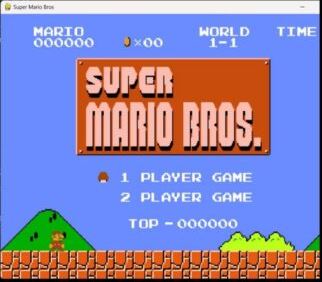 Super Mario Bros
MARIO WORLD TIME
000000 ×00 1-1
SUPER
MARIO BROS.
1 PLAYER GAME
2 PLAYER GAME
TOP - 000000